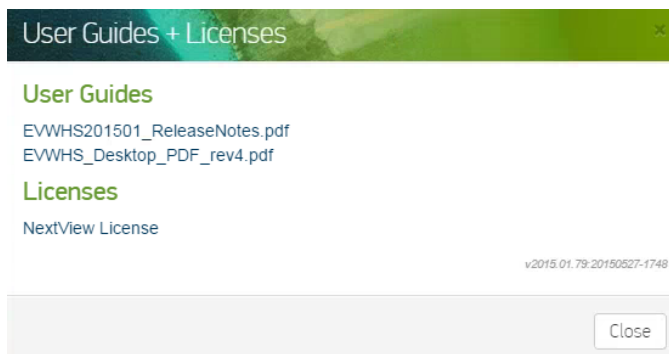 User Guides + Licenses
×
User Guides
EVWHS201501_ReleaseNotes.pdf
EVWHS_Desktop_PDF_rev4.pdf
Licenses
NextView License
v2015.01.79:20150527-1748
Close